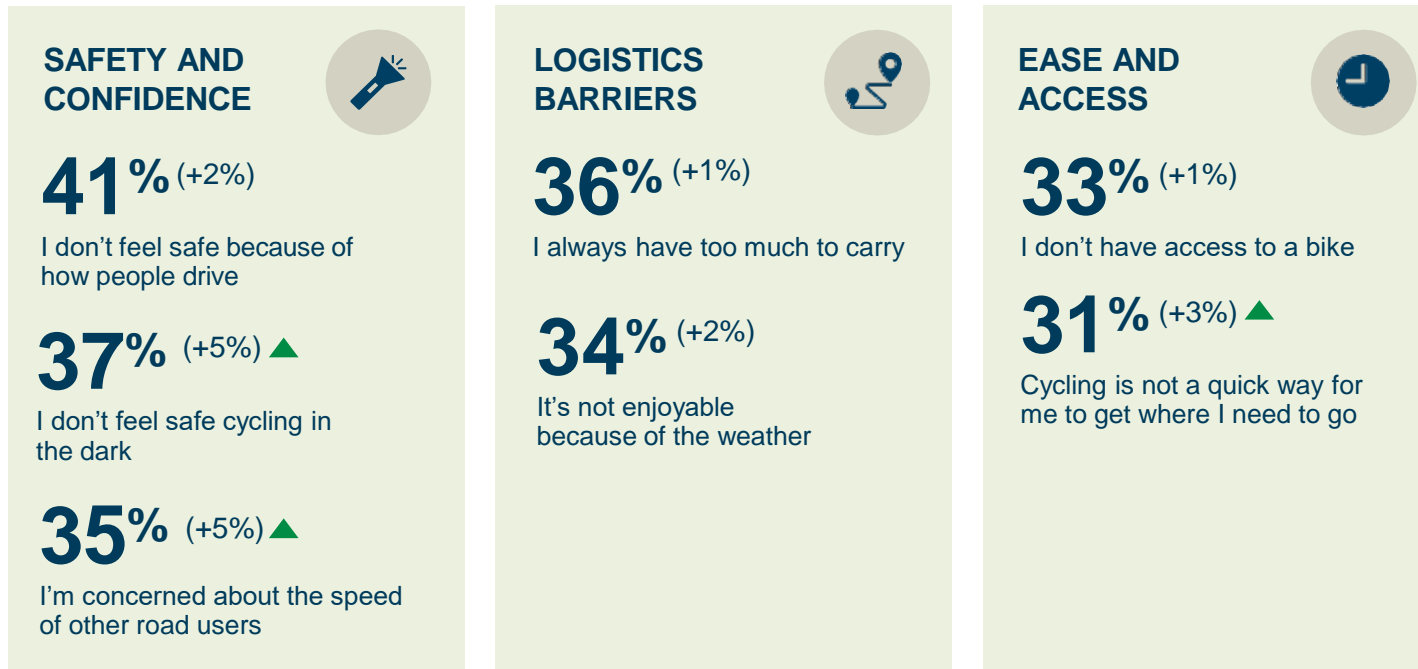 SAFETY AND
CONFIDENCE
41% (+2%)
I don’t feel safe because of
how people drive
37% (+5%)
I don’t feel safe cycling in
the dark
35% (+5%)
I’m concerned about the speed
of other road users
LOGISTICS
BARRIERS
36% (+1%)
I always have too much to carry
34% (+2%)
It’s not enjoyable
because of the weather
EASE AND
ACCESS
33% (+1%)
I don’t have access to a bike
31% (+3%)
Cycling is not a quick way for
me to get where I need to go